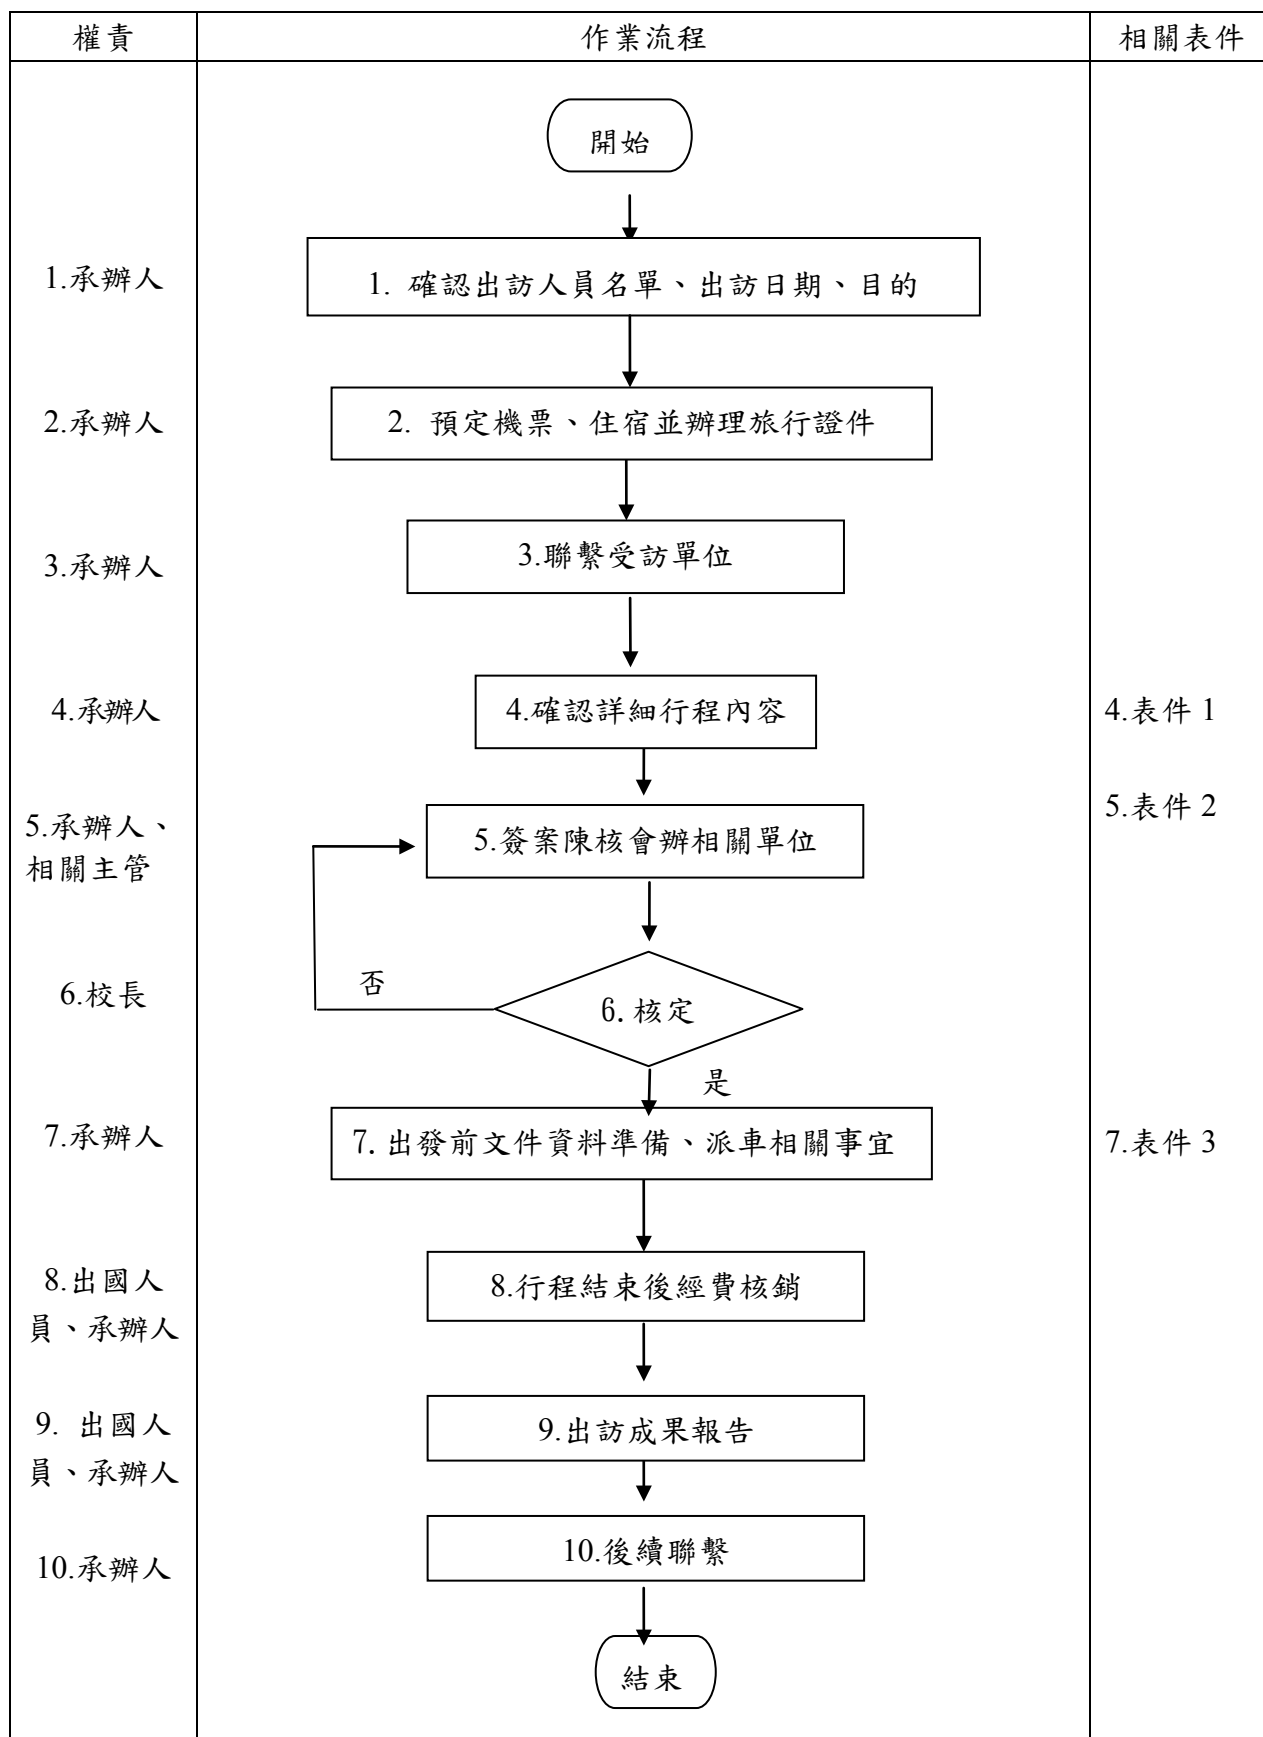 權責 作業流程 相關表件
開始
1.承辦人 1. 確認出訪人員名單、出訪日期、目的
2.承辦人 2. 預定機票、住宿並辦理旅行證件
3.承辦人 3.聯繫受訪單位
4.承辦人 4.確認詳細行程內容 4.表件 1
5.承辦人、
相關主管
5.簽案陳核會辦相關單位
5.表件 2
6.校長 否 6.核定
是
7.承辦人 7.出發前文件資料準備、派車相關事宜 7.表件 3
8.出國人
員、承辦人
8.行程結束後經費核銷
9. 出國人
員、承辦人
9.出訪成果報告
10.承辦人 10.後續聯繫
結束